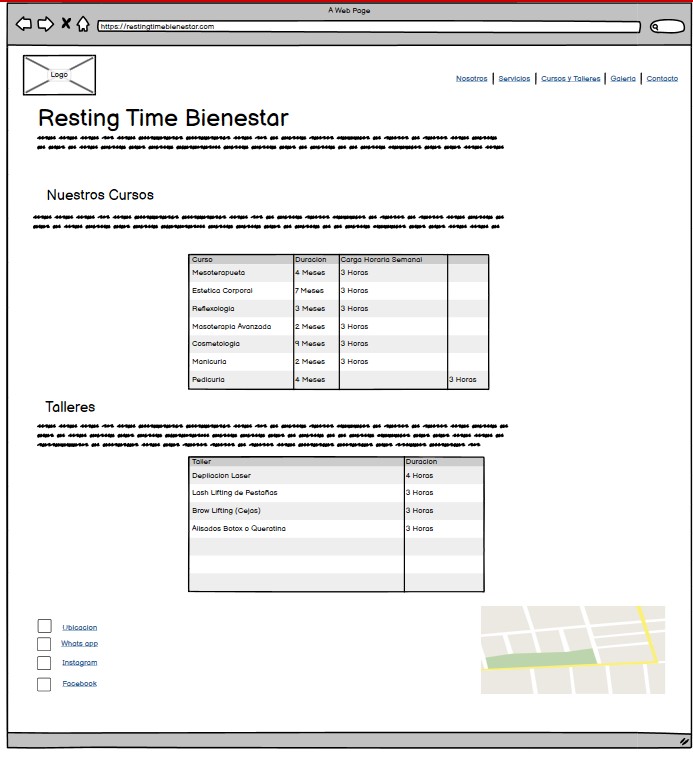 A Web Page
https://restingtimebienestar.com
Logo
Nosotros | Servicios | Cursos y Talleres | Galeria | Contacto
Resting Time Bienestar
Nuestros Cursos
Curso Duracion Carga Horaria Semanal
Mesoterapueta 4 Meses 3 Horas
Estetica Corporal 7 Meses 3 Horas
Reflexologia 3 Meses 3 Horas
Masoterapia Avanzada 2 Meses 3 Horas
Cosmetologia 9 Meses 3 Horas
Manicuria 2 Meses 3 Horas
Pedicuria 4 Meses 3 Horas
Talleres
Taller Duracion
Depilacion Laser 4 Horas
Lash Lifting de Pestañas 3 Horas
Brow Lifting (Cejas) 3 Horas
Alisados Botox o Queratina 3 Horas
Ubicacion
Whats app
Instagram
Facebook